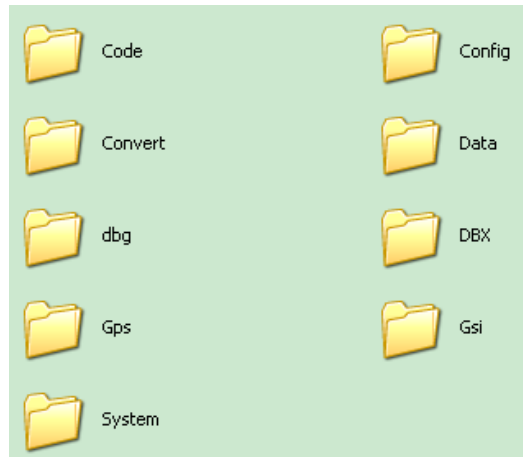 Code
Config
Convert
Data
dbg
DBX
Gps
Gsi
System